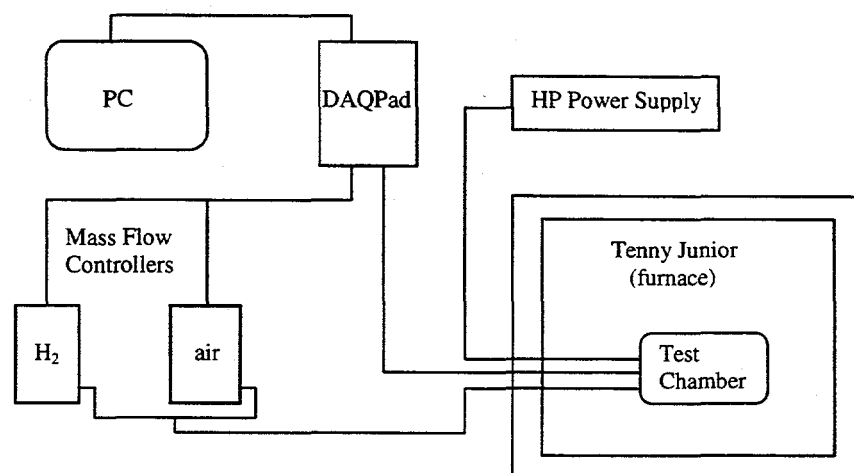 PC
DAQPad
HP Power Supply
Mass Flow
Controllers
Tenny Junior
(furnace)
H₂
air
Test
Chamber